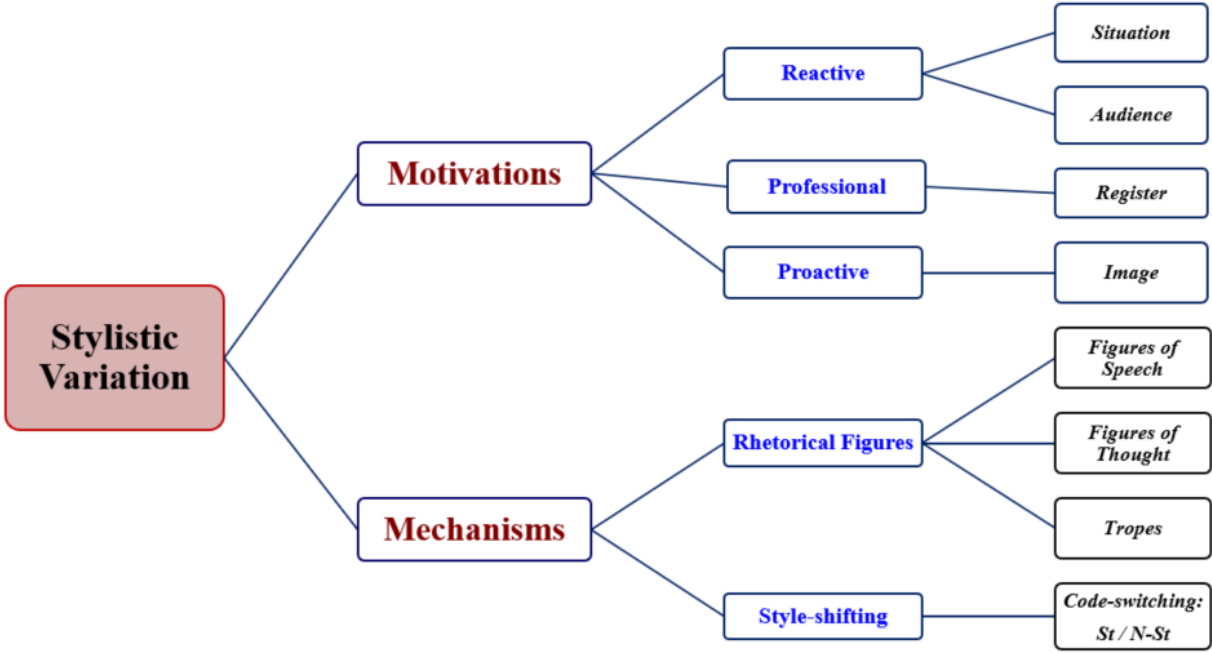 Stylistic
Variation
Motivations
Reactive
Situation
Audience
Professional
Register
Proactive
Image
Mechanisms
Rhetorical Figures
Figures of
Speech
Figures of
Thought
Tropes
Style-shifting
Code-switching:
St / N-St